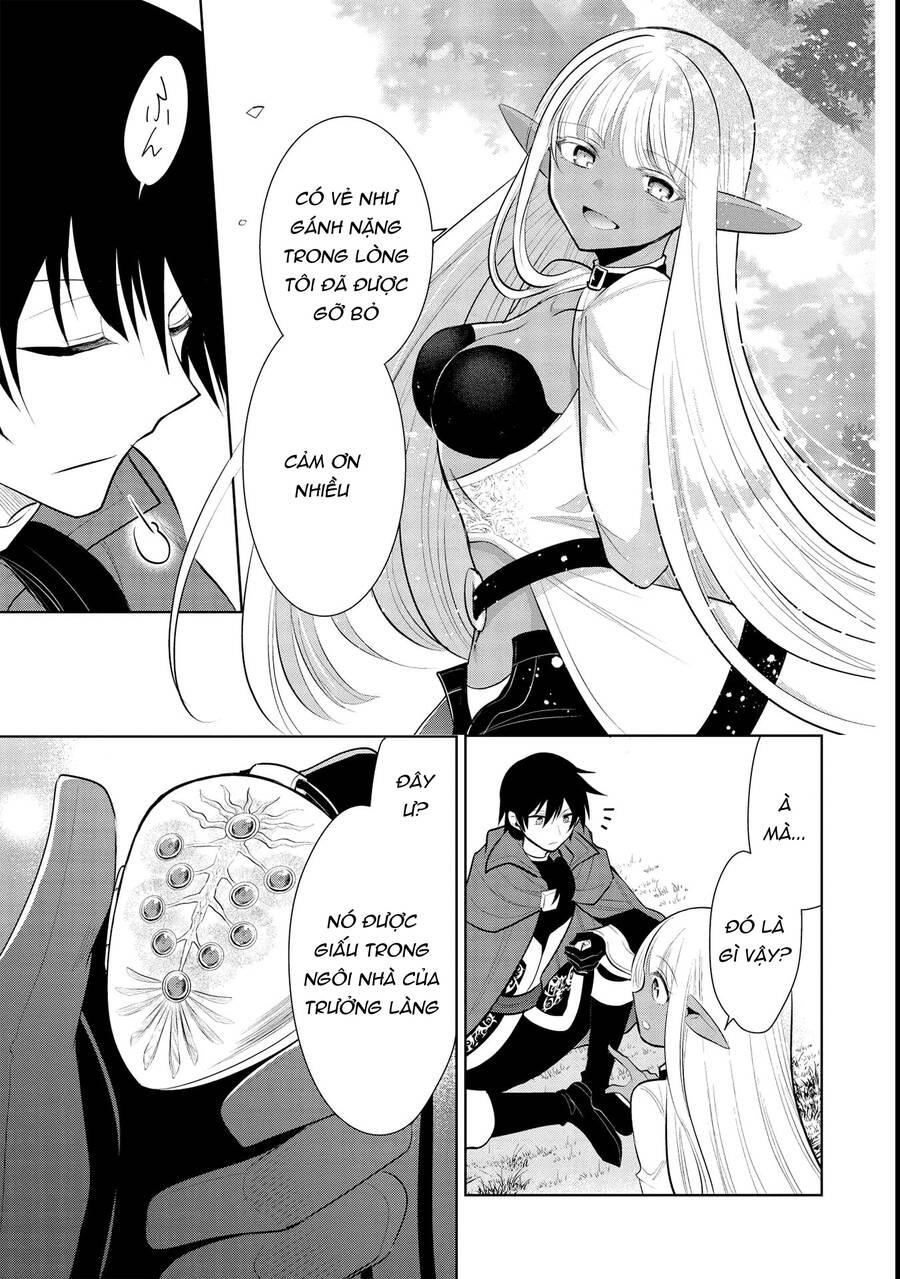 CÓ VẺ NHƯ
GÁNH NẶNG
TRONG LÒNG
TÔI ĐÃ ĐƯỢC
GỠ BỎ
CẢM ƠN
NHIỀU
ふーん
À
MÀ...
ĐÓ LÀ
GÌ VẬY?
ĐÂY
Ư?
NÓ ĐƯỢC
GIẤU TRONG
NGÔI NHÀ CỦA
TRƯỞNG LÀNG